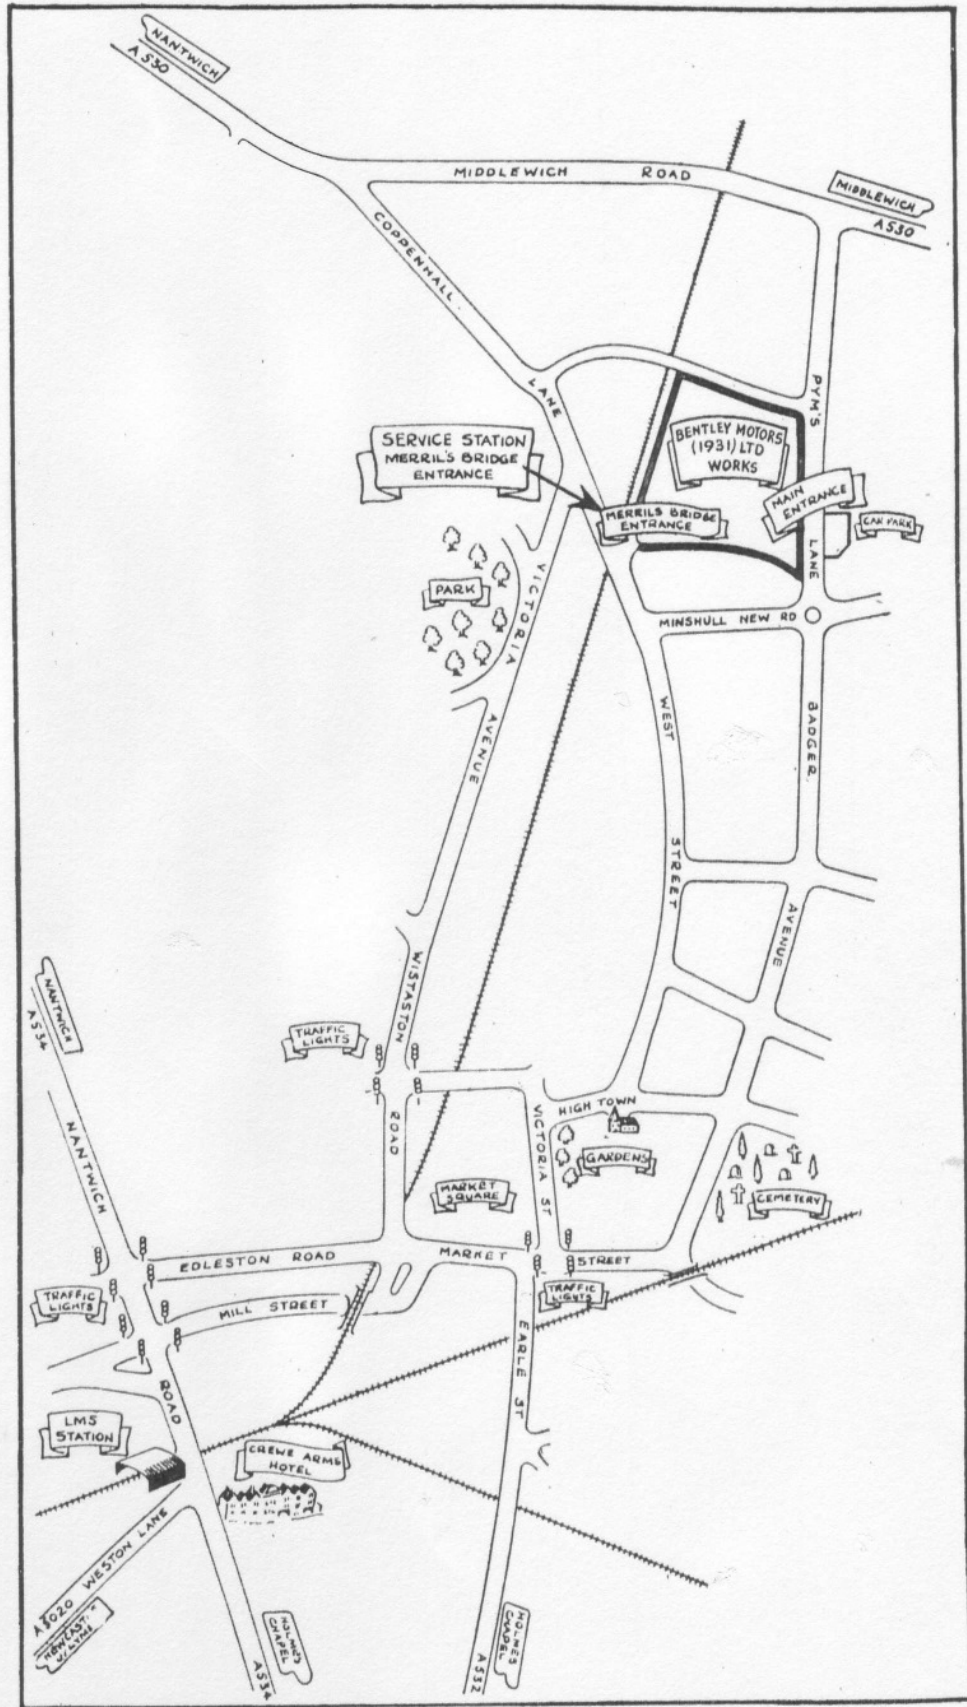 NANTWICH
A 530
MIDDLEWICH ROAD
MIDDLEWICH
A530
COPPENHALL
LANE
PYM'S
BENTLEY MOTORS
(1931) LTD
WORKS
SERVICE STATION
MERRIL'S BRIDGE
ENTRANCE
MAIN
ENTRANCE
MERRILS BRIDGE
ENTRANCE
CAR PARK
LANE
PARK
VICTORIA
MINSHULL NEW RD
WEST
BADGER
AVENUE
STREET
AVENUE
WISTASTON
NANTWICH
A534
TRAFFIC
LIGHTS
HIGH TOWN
VICTORIA ST
ROAD
NANTWICH
GARDENS
MARKET
SQUARE
CEMETERY
EDLESTON ROAD
MARKET
STREET
TRAFFIC
LIGHTS
MILL STREET
TRAFFIC
LIGHTS
EARLE ST
ROAD
LMS
STATION
CREWE ARMS
HOTEL
WESTON LANE
A5020
HOLMES
CHAPEL
A534
HOLMES
CHAPEL
A532